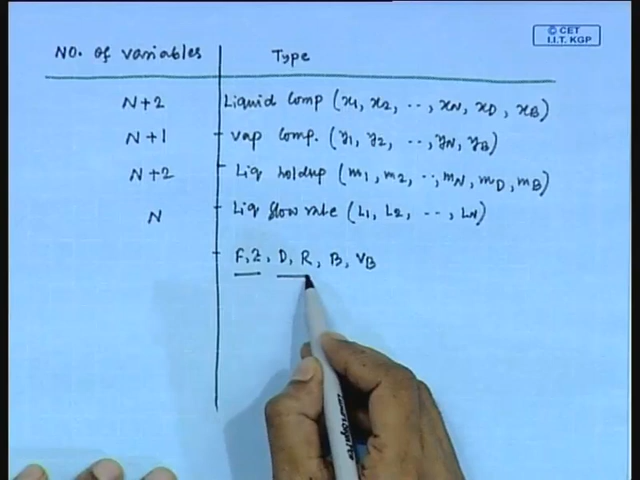 © CET
I.I.T. KGP
NO. of variables Type
N+2 Liquid comp (x1, x2, .., xN, xD, xB)
N+1 vap comp. (y1, y2, .., yN, yB)
N+2 Liq holdup (m1, m2, .., mN, mD, mB)
N Liq flow rate (L1, L2, .., LN)
F, z, D, R, B, VB